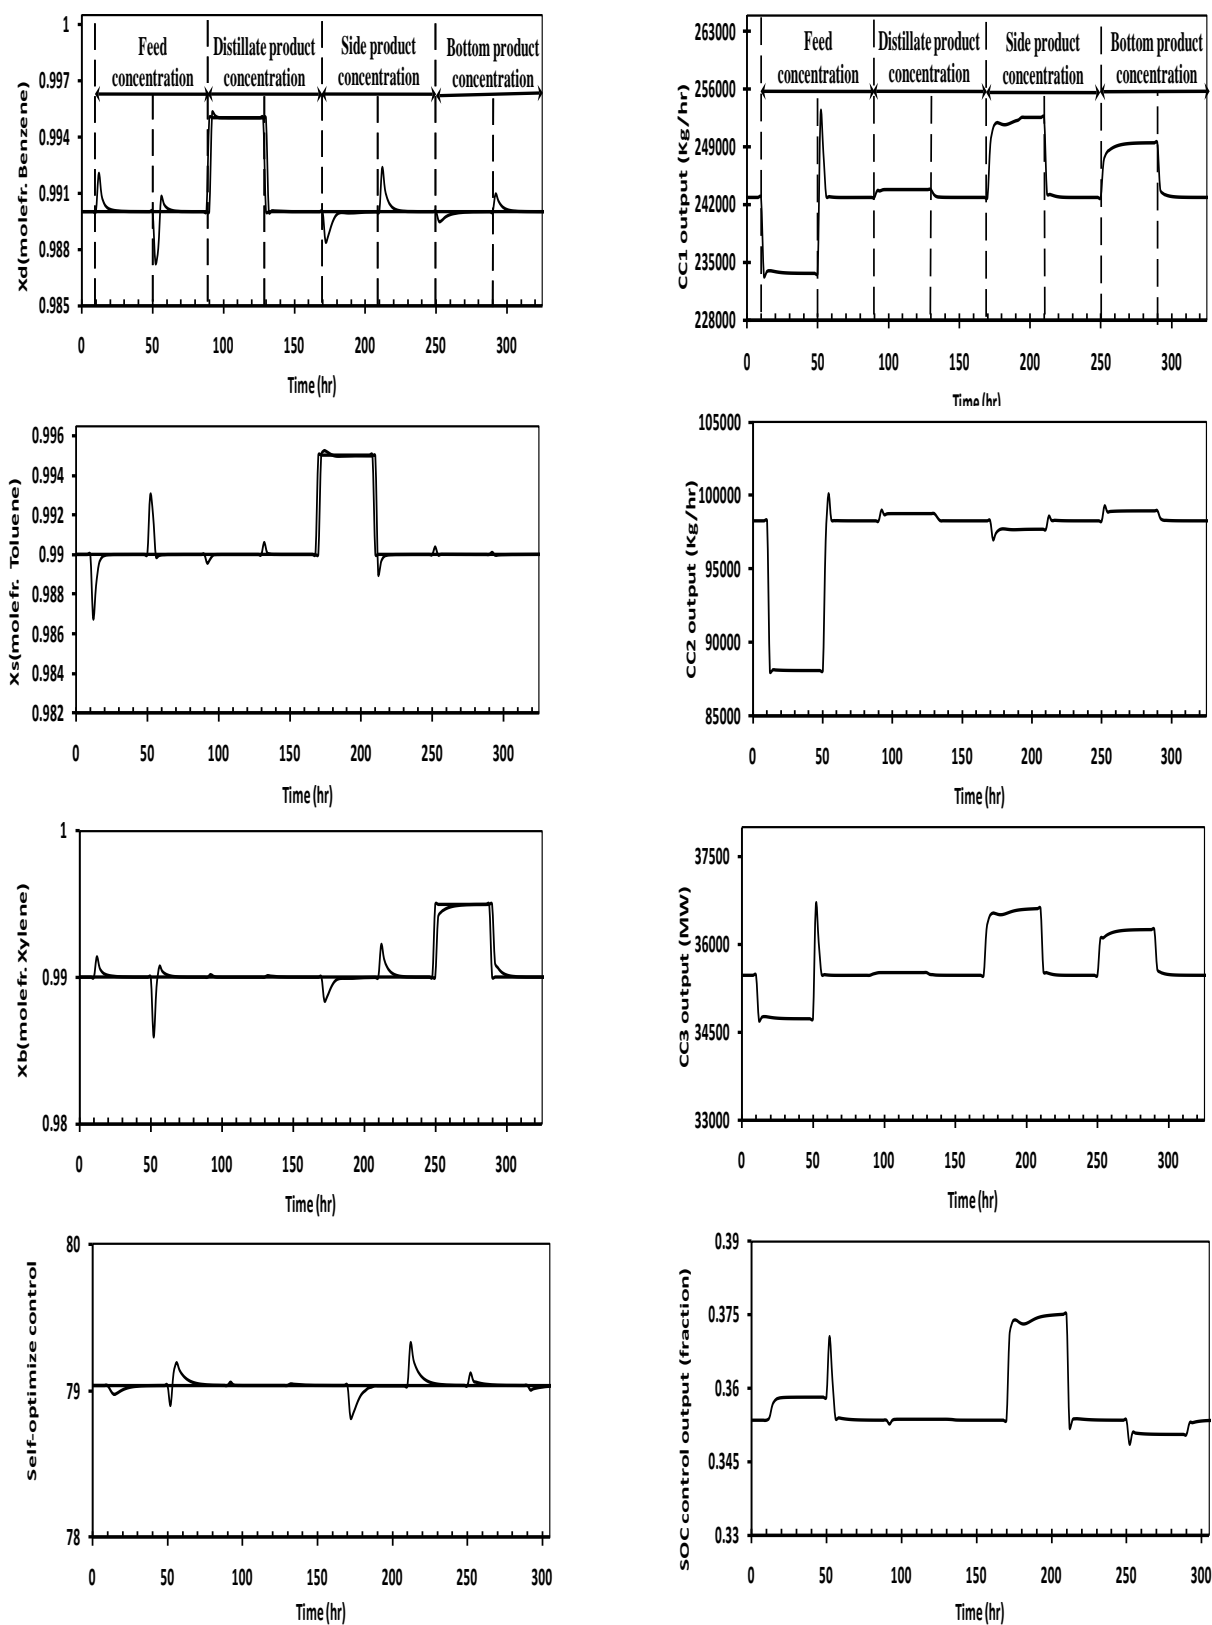 Xd(molefr. Benzene)
1
0.997
0.994
0.991
0.988
0.985
Feed
concentration
Distillate product
concentration
Side product
concentration
Bottom product
concentration
0 50 100 150 200 250 300
Time (hr)
CC1 output (Kg/hr)
263000
256000
249000
242000
235000
228000
Feed
concentration
Distillate product
concentration
Side product
concentration
Bottom product
concentration
0 50 100 150 200 250 300
Time (hr)
Xs(molefr. Toluene)
0.996
0.994
0.992
0.99
0.988
0.986
0.984
0.982
0 50 100 150 200 250 300
Time (hr)
CC2 output (Kg/hr)
105000
100000
95000
90000
85000
0 50 100 150 200 250 300
Time (hr)
Xb(molefr. Xylene)
1
0.99
0.98
0 50 100 150 200 250 300
Time (hr)
CC3 output (MW)
37500
36000
34500
33000
0 50 100 150 200 250 300
Time (hr)
Self-optimize control
80
79
78
0 50 100 150 200 250 300
Time (hr)
SOC control output (fraction)
0.39
0.375
0.36
0.345
0.33
0 50 100 150 200 250 300
Time (hr)